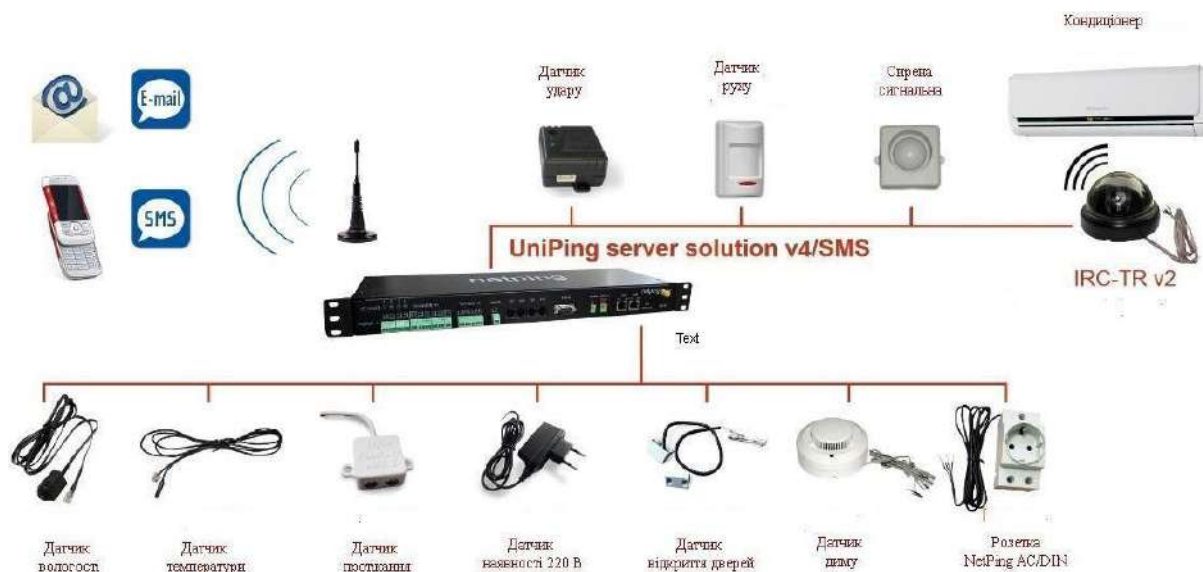 Кондиціонер
Датчик
удару
Датчик
руху
Сирена
сигнальна
@
E-mail
SMS
UniPing server solution v4/SMS
IRC-TR v2
netping
Text
Датчик
вологості
Датчик
температури
Датчик
протікання
Датчик
наявності 220 В
Датчик
відкриття дверей
Датчик
диму
Розетка
NetPing AC/DIN